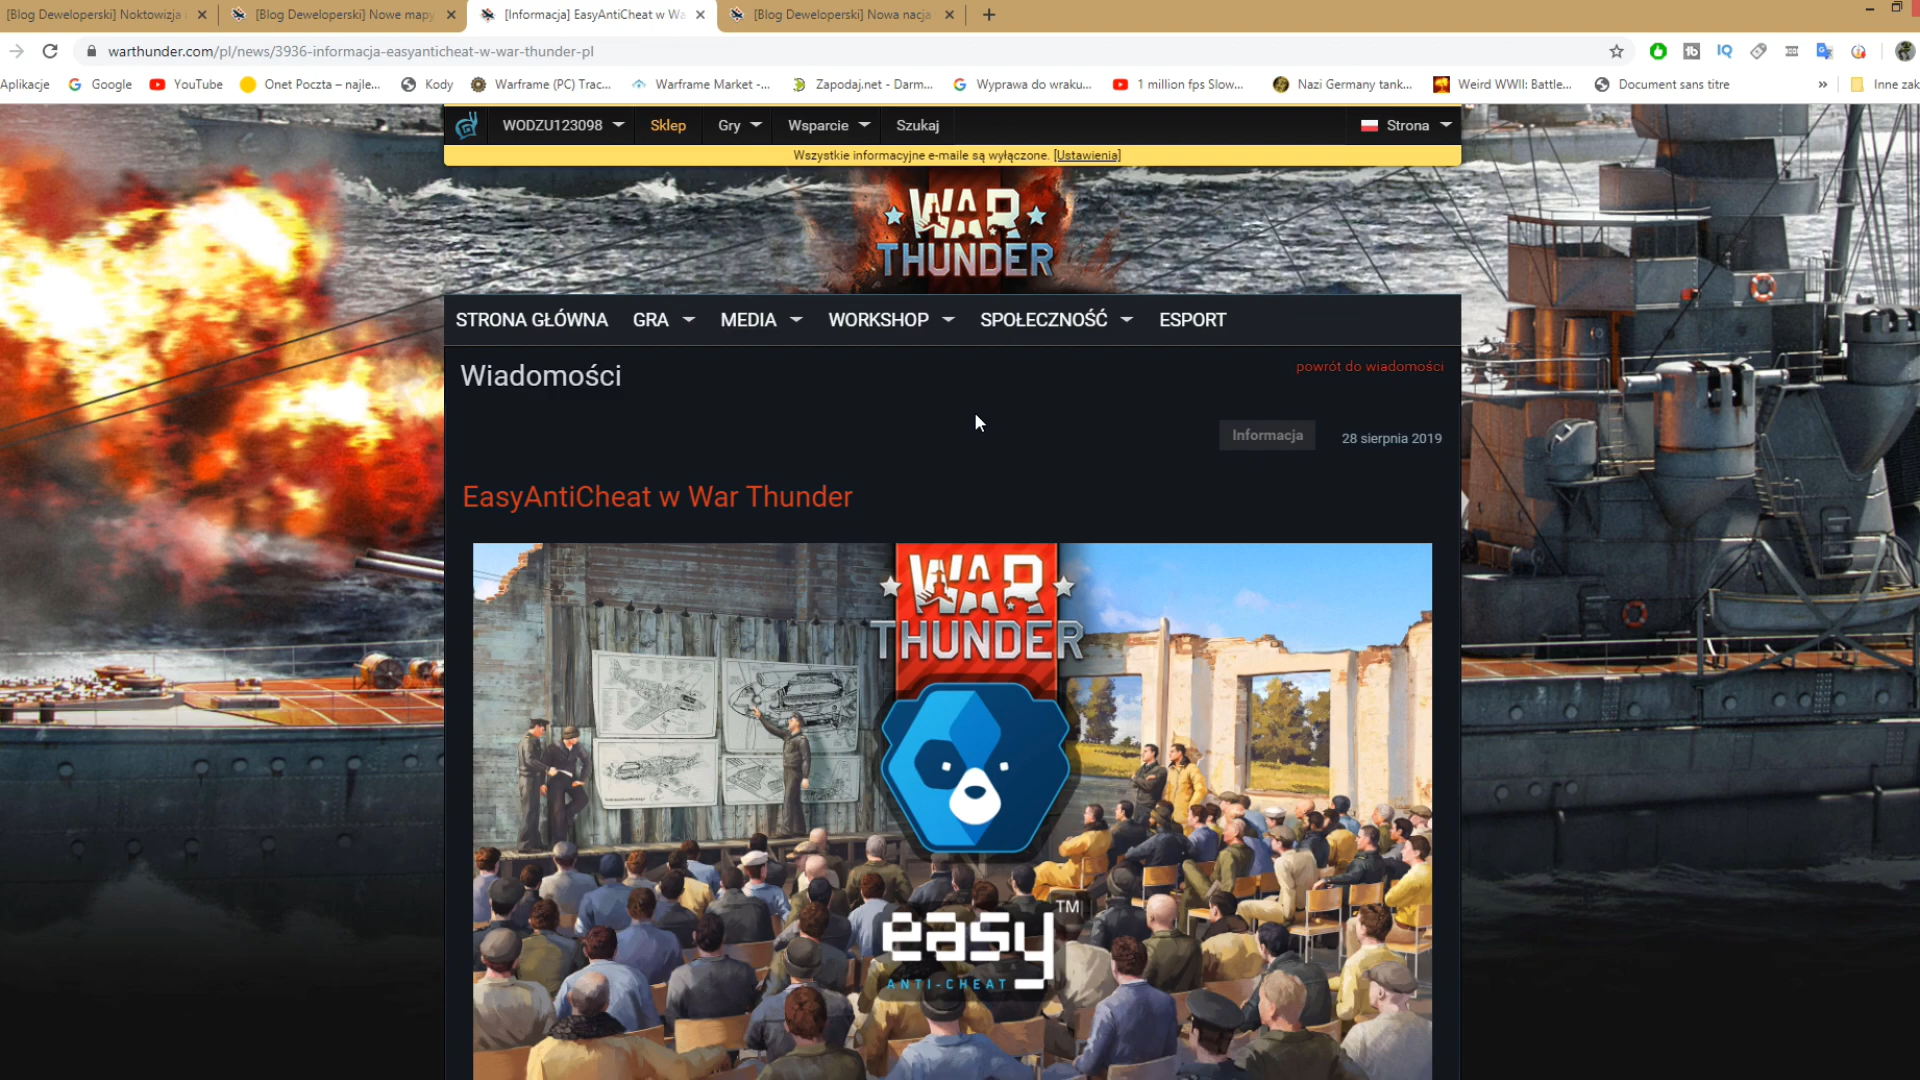 [Blog Deweloperski] Noktowizja i
[Blog Deweloperski] Nowe mapy
[Informacja] EasyAntiCheat w Wa
[Blog Deweloperski] Nowa nacja
warthunder.com/pl/news/3936-informacja-easyanticheat-w-war-thunder-pl
Aplikacje
Google
YouTube
Onet Poczta – najle...
Kody
Warframe (PC) Trac...
Warframe Market -...
Zapodaj.net - Darm...
Wyprawa do wraku...
1 million fps Slow...
Nazi Germany tank...
Weird WWII: Battle...
Document sans titre
»
Inne zak
WODZU123098
Sklep
Gry
Wsparcie
Szukaj
Strona
Wszystkie informacyjne e-maile są wyłączone. [Ustawienia]
WAR
THUNDER
STRONA GŁÓWNA
GRA
MEDIA
WORKSHOP
SPOŁECZNOŚĆ
ESPORT
Wiadomości
powrót do wiadomości
Informacja
28 sierpnia 2019
EasyAntiCheat w War Thunder
WAR
THUNDER
easy™
ANTI-CHEAT